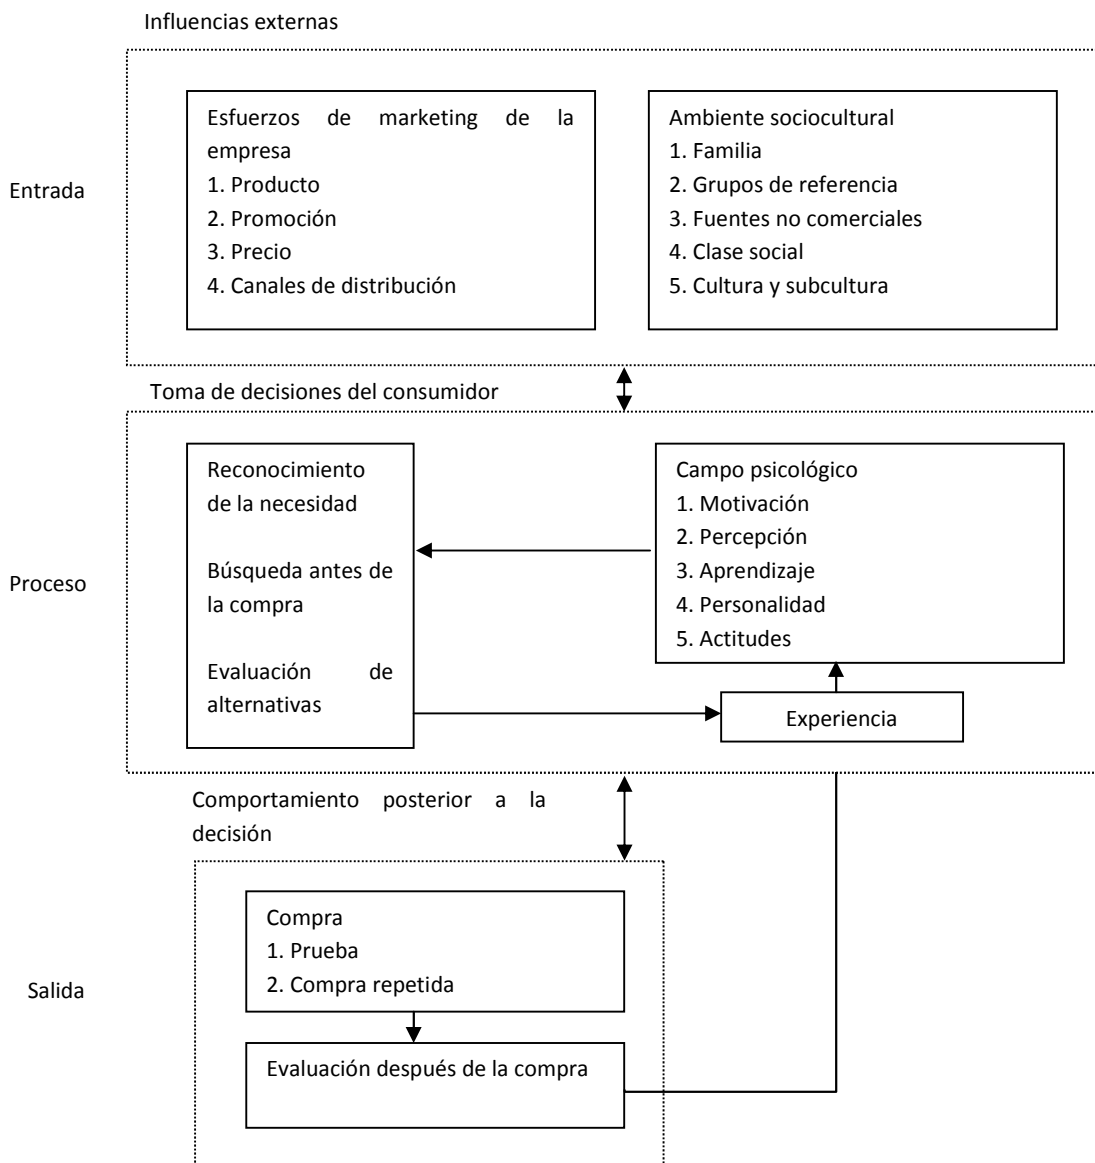 Influencias externas
Entrada
Esfuerzos de marketing de la
empresa
1. Producto
2. Promoción
3. Precio
4. Canales de distribución
Ambiente sociocultural
1. Familia
2. Grupos de referencia
3. Fuentes no comerciales
4. Clase social
5. Cultura y subcultura
Toma de decisiones del consumidor
Proceso
Reconocimiento
de la necesidad
Búsqueda antes de
la compra
Evaluación de
alternativas
Campo psicológico
1. Motivación
2. Percepción
3. Aprendizaje
4. Personalidad
5. Actitudes
Experiencia
Comportamiento posterior a la
decisión
Salida
Compra
1. Prueba
2. Compra repetida
Evaluación después de la compra